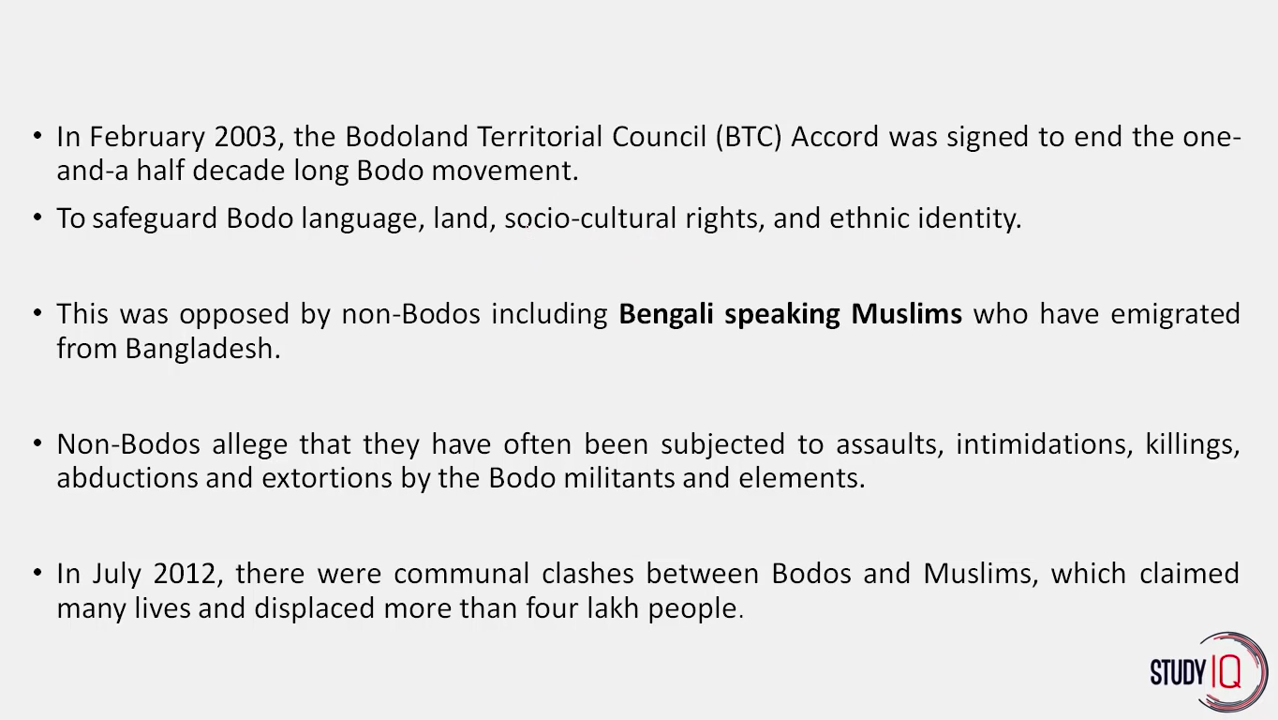 • In February 2003, the Bodoland Territorial Council (BTC) Accord was signed to end the one-
and-a half decade long Bodo movement.
• To safeguard Bodo language, land, socio-cultural rights, and ethnic identity.
• This was opposed by non-Bodos including Bengali speaking Muslims who have emigrated
from Bangladesh.
• Non-Bodos allege that they have often been subjected to assaults, intimidations, killings,
abductions and extortions by the Bodo militants and elements.
• In July 2012, there were communal clashes between Bodos and Muslims, which claimed
many lives and displaced more than four lakh people.
STUDY IQ